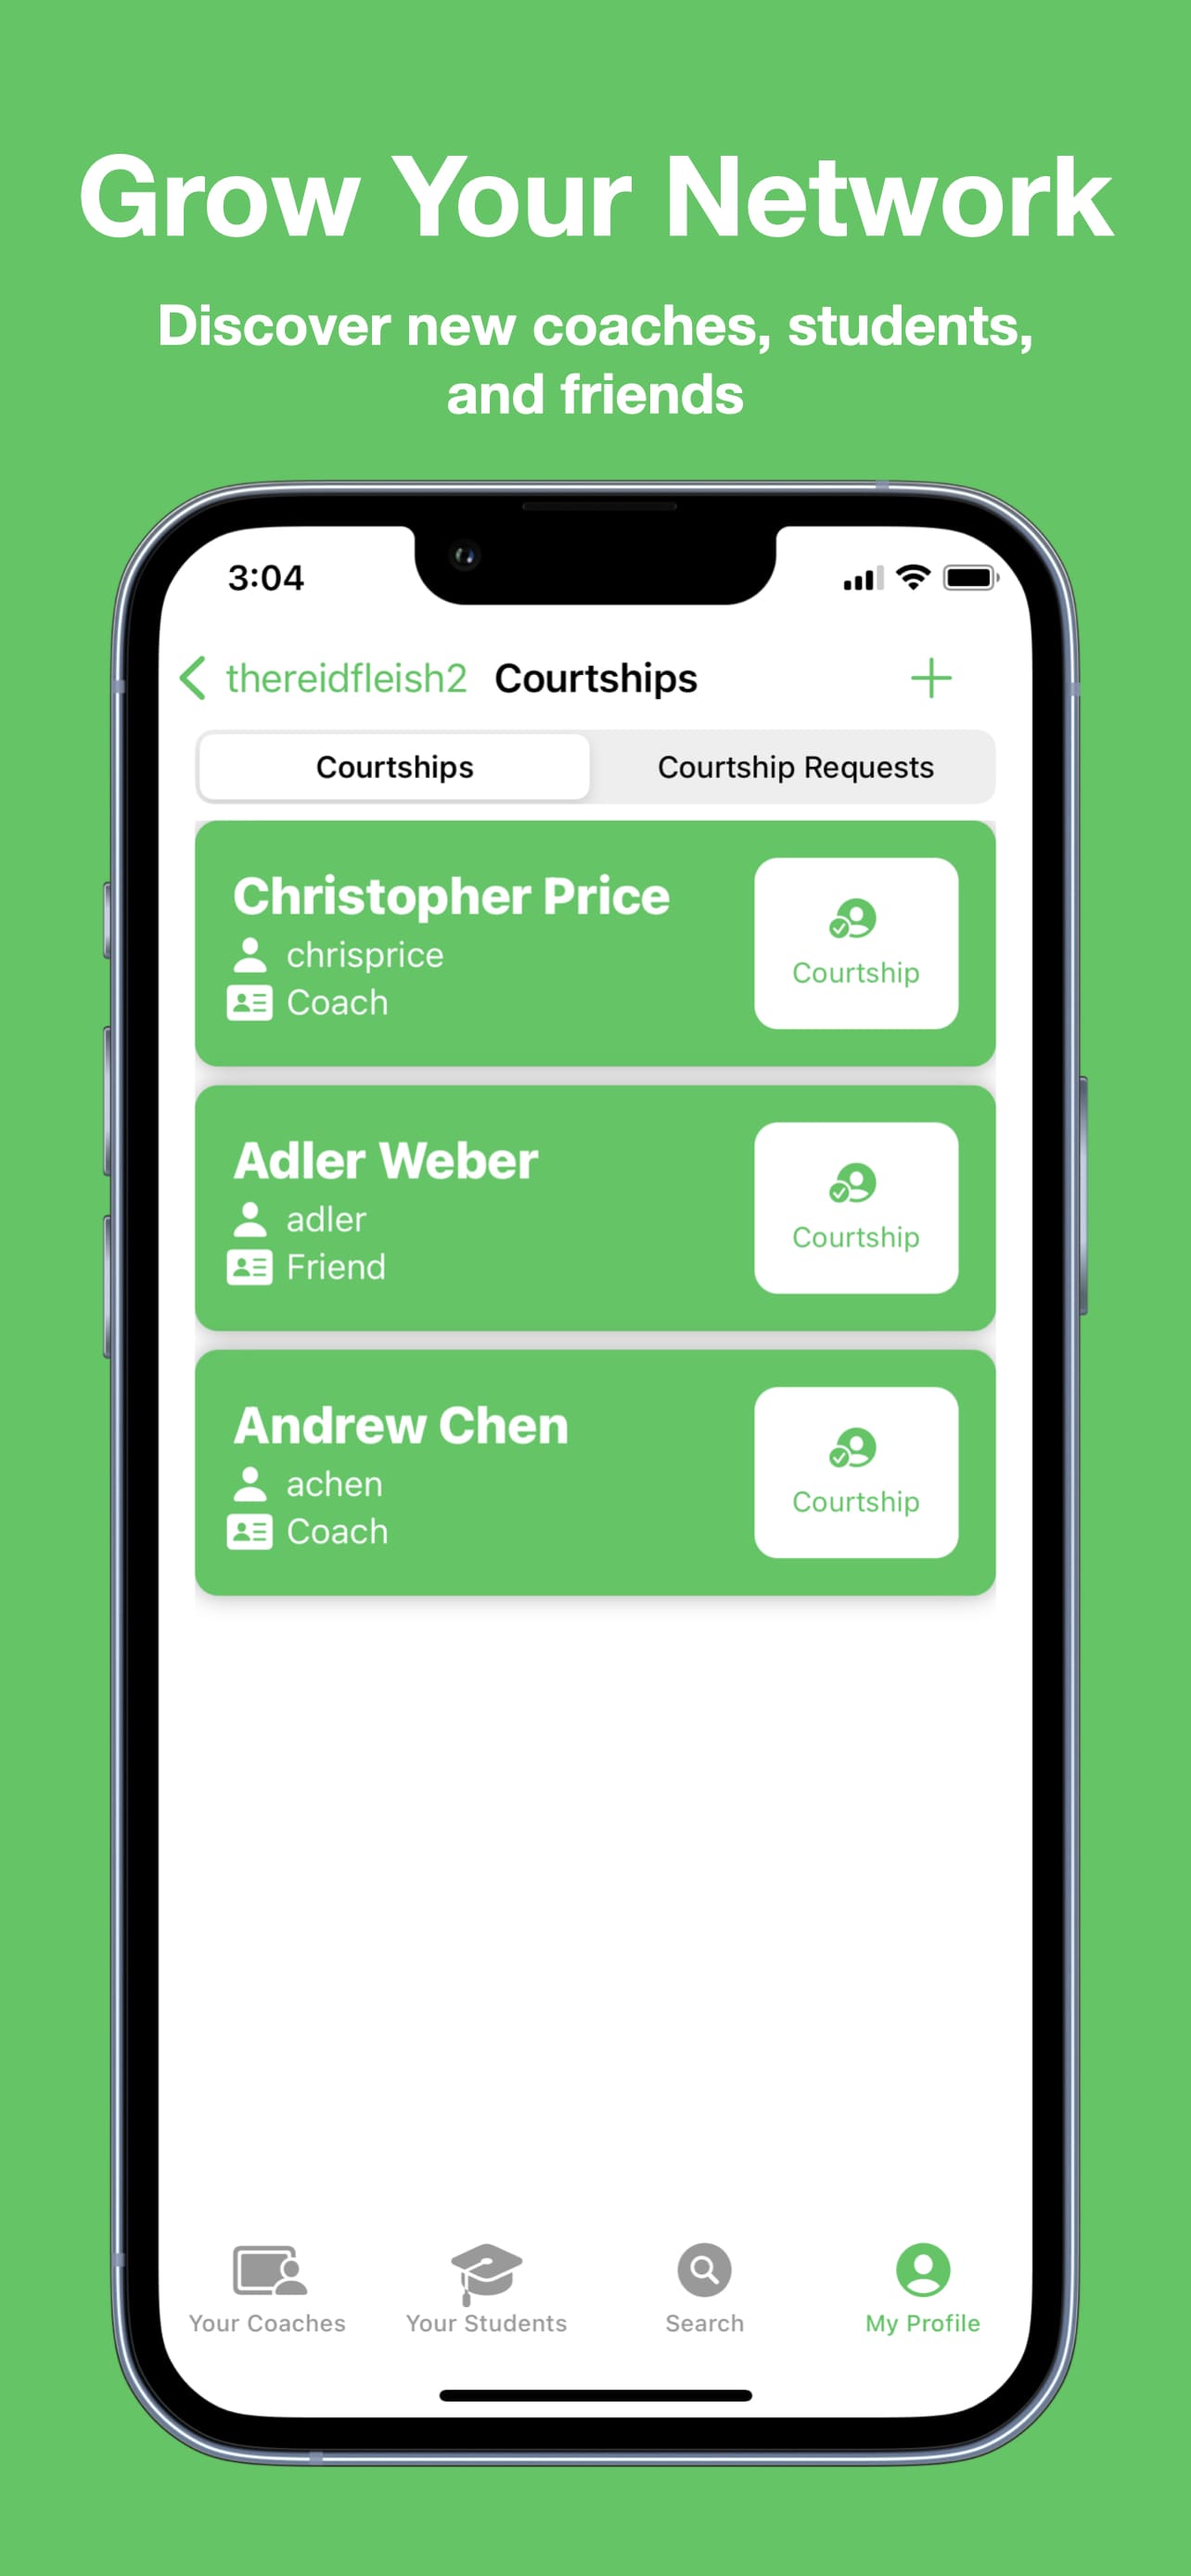 Grow Your Network
Discover new coaches, students,
and friends
3:04
thereidfleish2 Courtships
Courtships Courtship Requests
Christopher Price
chrisprice
Coach
Courtship
Adler Weber
adler
Friend
Courtship
Andrew Chen
achen
Coach
Courtship
Your Coaches Your Students Search My Profile